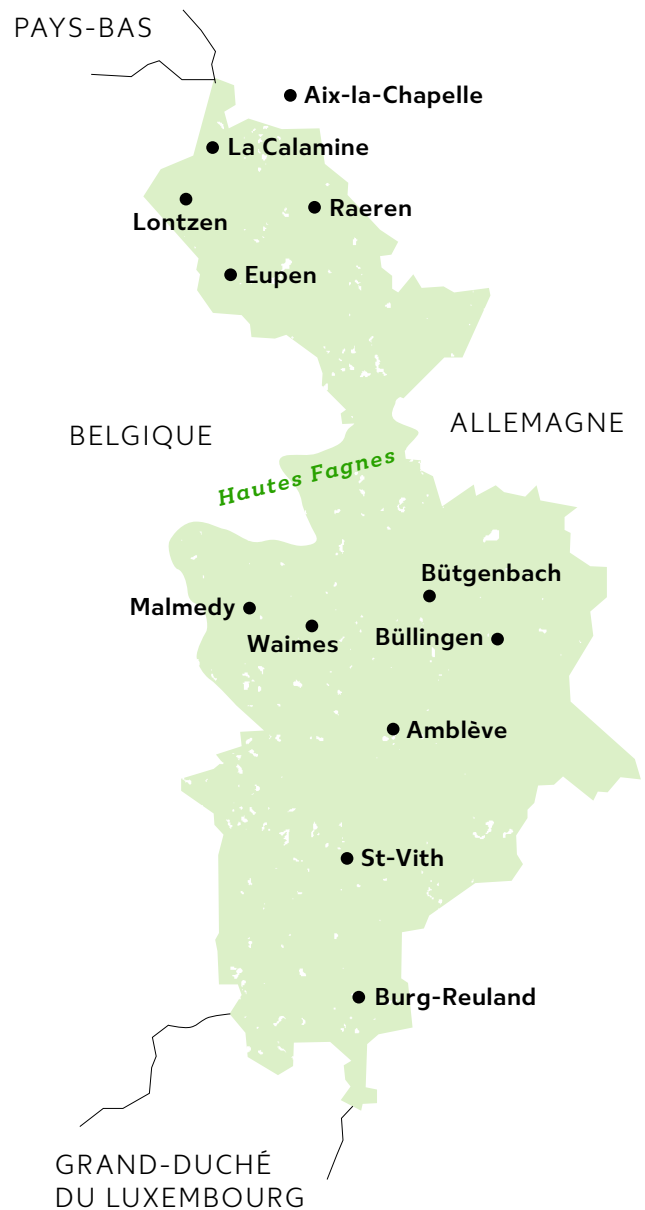 PAYS-BAS
Aix-la-Chapelle
La Calamine
Lontzen
Raeren
Eupen
BELGIQUE
ALLEMAGNE
Hautes Fagnes
Bütgenbach
Malmedy
Waimes
Büllingen
Amblève
St-Vith
Burg-Reuland
GRAND-DUCHÉ
DU LUXEMBOURG